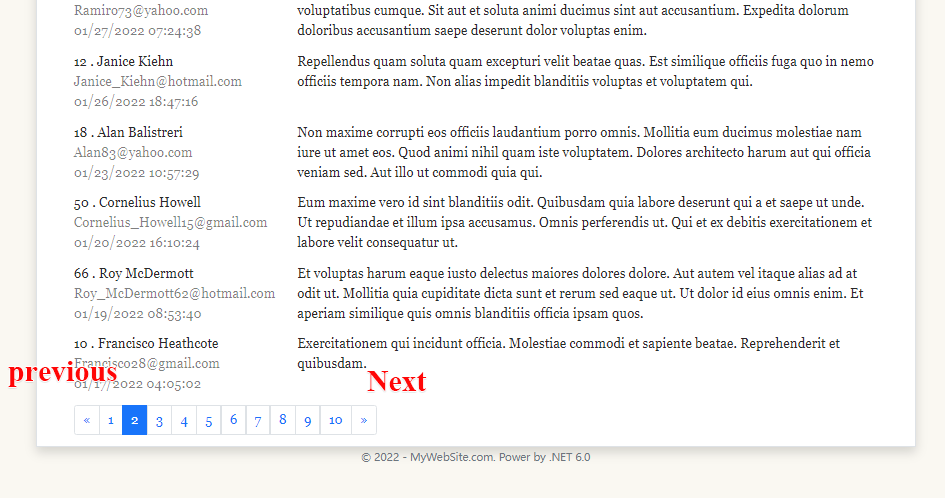 Ramiro73@yahoo.com
01/27/2022 07:24:38
voluptatibus cumque. Sit aut et soluta animi ducimus sint aut accusantium. Expedita dolorum
doloribus accusantium saepe deserunt dolor voluptas enim.
12 . Janice Kiehn
Janice_Kiehn@hotmail.com
01/26/2022 18:47:16
Repellendus quam soluta quam excepturi velit beatae quas. Est similique officiis fuga quo in nemo
officiis tempora nam. Non alias impedit blanditiis voluptas et voluptatem qui.
18 . Alan Balistreri
Alan83@yahoo.com
01/23/2022 10:57:29
Non maxime corrupti eos officiis laudantium porro omnis. Mollitia eum ducimus molestiae nam
iure ut amet eos. Quod animi nihil quam iste voluptatem. Dolores architecto harum aut qui officia
veniam sed. Aut illo ut commodi quia qui.
50 . Cornelius Howell
Cornelius_Howell15@gmail.com
01/20/2022 16:10:24
Eum maxime vero id sint blanditiis odit. Quibusdam quia labore deserunt qui a et saepe ut unde.
Ut repudiandae et illum ipsa accusamus. Omnis perferendis ut. Qui et ex debitis exercitationem et
labore velit consequatur ut.
66 . Roy McDermott
Roy_McDermott62@hotmail.com
01/19/2022 08:53:40
Et voluptas harum eaque iusto delectus maiores dolores dolore. Aut autem vel itaque alias ad at
odit ut. Mollitia quia cupiditate dicta sunt et rerum sed eaque ut. Ut dolor id eius omnis enim. Et
aperiam similique quis omnis blanditiis officia ipsam quos.
10 . Francisco Heathcote
Francisco28@gmail.com
01/17/2022 04:05:02
Exercitationem qui incidunt officia. Molestiae commodi et sapiente beatae. Reprehenderit et
quibusdam.
previous
Next
« 1 2 3 4 5 6 7 8 9 10 »
© 2022 - MyWebSite.com. Power by .NET 6.0